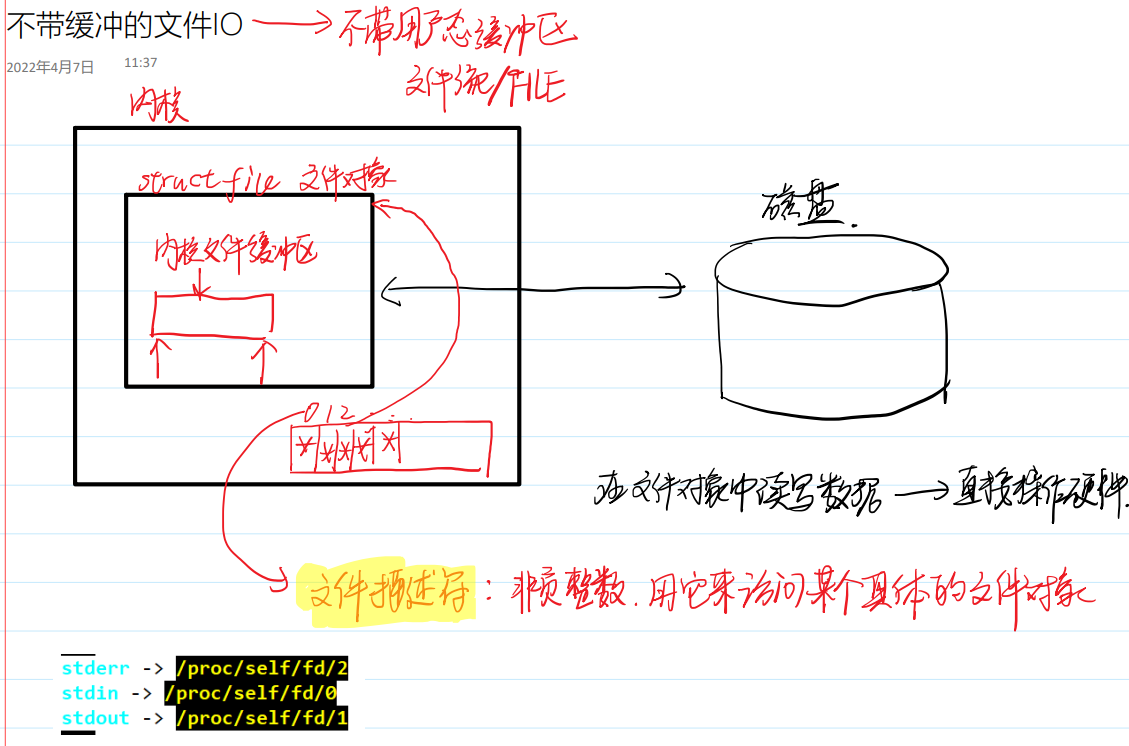 不带缓冲的文件IO → 不带用户态缓冲区
2022年4月7日 11:37
文件流/FILE
内核
struct file 文件对象
磁盘.
内核文件缓冲区
0 1 2 ....
* * * * *
在文件对象中读写数据 → 直接操作硬件.
文件描述符: 非负整数.用它来访问某个具体的文件对象
stderr -> /proc/self/fd/2
stdin -> /proc/self/fd/0
stdout -> /proc/self/fd/1